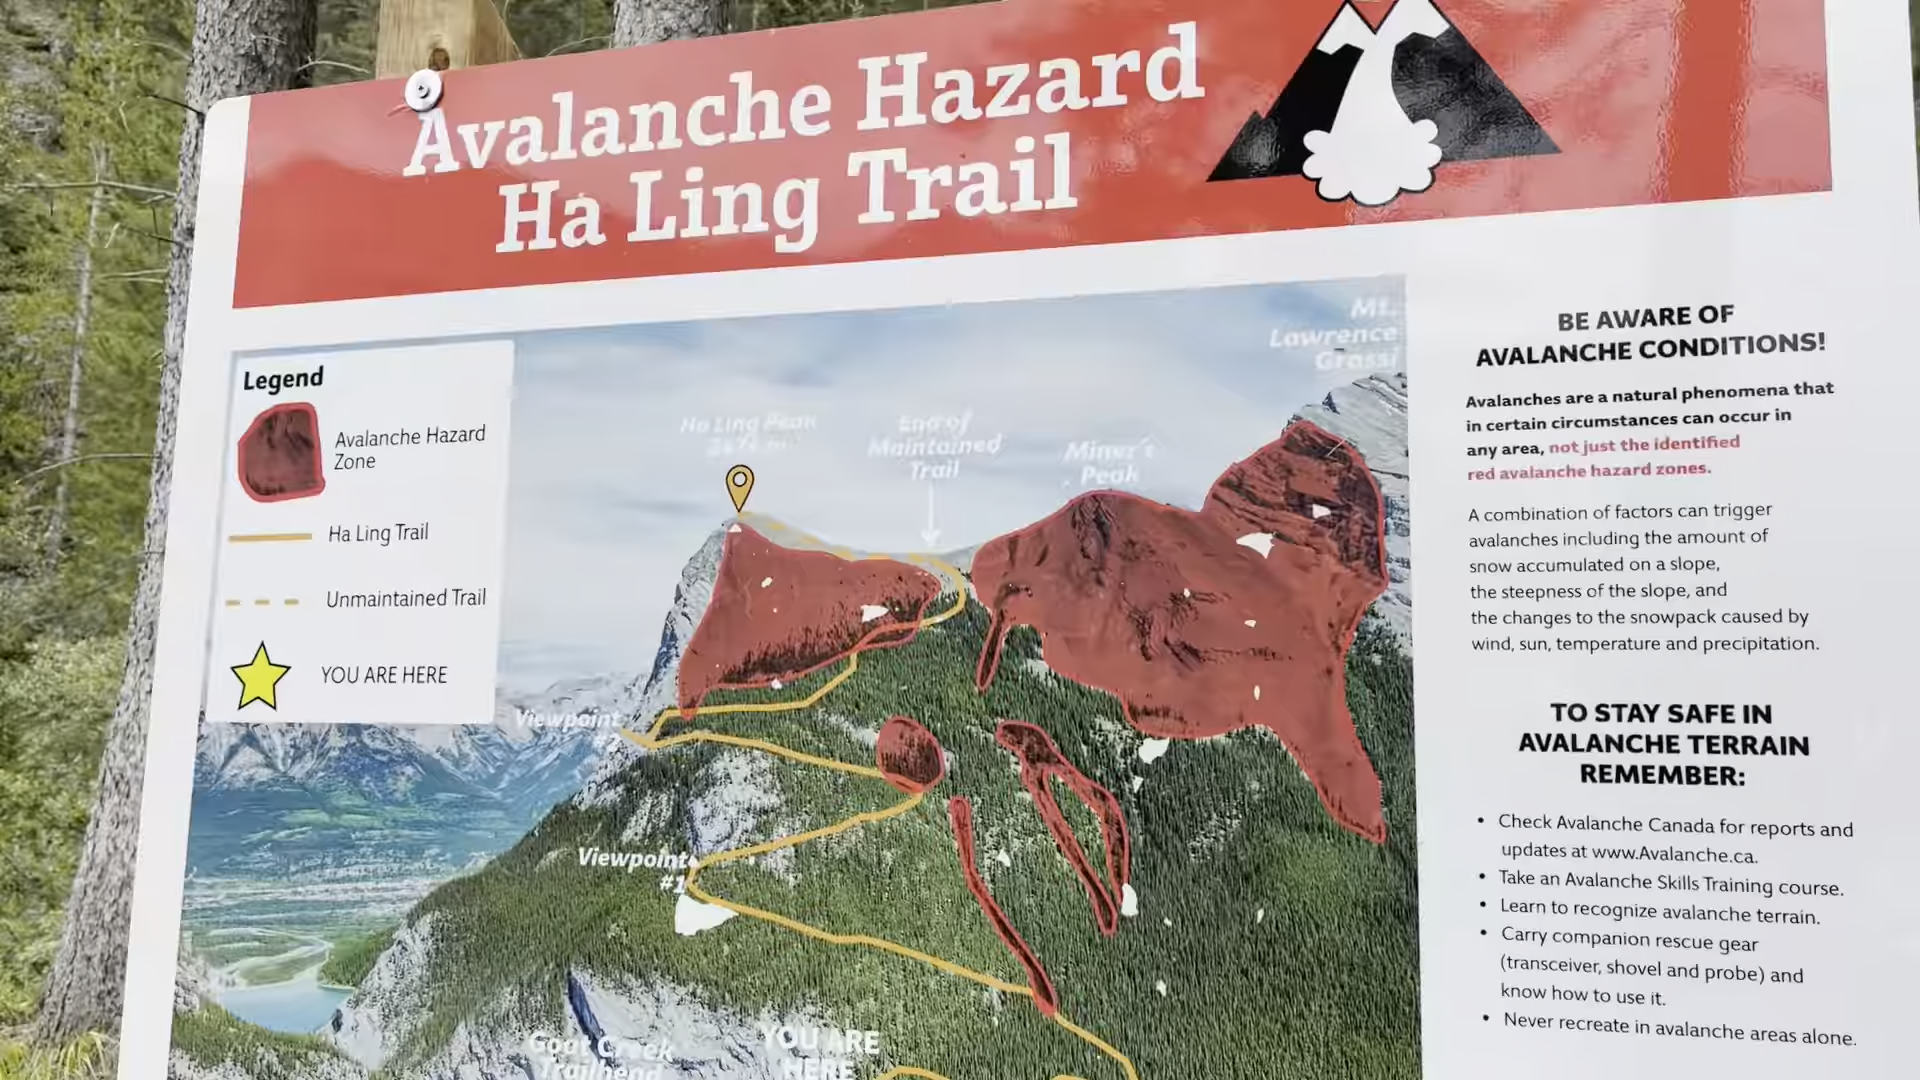 Avalanche Hazard
Ha Ling Trail
Legend
Avalanche Hazard
Zone
Ha Ling Trail
Unmaintained Trail
YOU ARE HERE
Mt.
Lawrence
Grassi
Ha Ling Peak
End of
Maintained
Trail
Miner's
Peak
Viewpoint
Viewpoint
#1
Goat Creek
Trailhead
YOU ARE
HERE
BE AWARE OF
AVALANCHE CONDITIONS!
Avalanches are a natural phenomena that
in certain circumstances can occur in
any area, not just the identified
red avalanche hazard zones.
A combination of factors can trigger
avalanches including the amount of
snow accumulated on a slope,
the steepness of the slope, and
the changes to the snowpack caused by
wind, sun, temperature and precipitation.
TO STAY SAFE IN
AVALANCHE TERRAIN
REMEMBER:
• Check Avalanche Canada for reports and
updates at www.Avalanche.ca.
• Take an Avalanche Skills Training course.
• Learn to recognize avalanche terrain.
• Carry companion rescue gear
(transceiver, shovel and probe) and
know how to use it.
• Never recreate in avalanche areas alone.